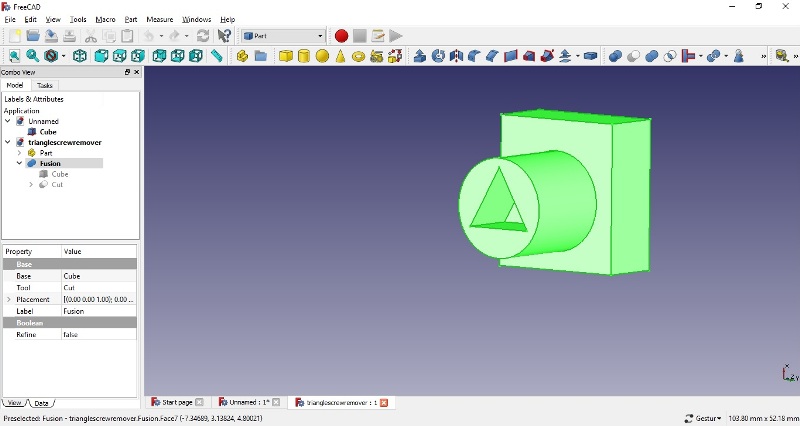 FreeCAD
File Edit View Tools Macro Part Measure Windows Help
Part
Combo View
Model Tasks
Labels & Attributes
Application
Unnamed
Cube
trianglescrewremover
Part
Fusion
Cube
Cut
Property Value
Base
Base Cube
Tool Cut
Placement [(0.00 0.00 1.00); 0.00 ...
Label Fusion
Boolean
Refine false
View Data
Start page Unnamed : 1* trianglescrewremover : 1
Preselected: Fusion - trianglescrewremover.Fusion.Face7 (-7.34689, 3.13824, 4.80021) Gestur 103.80 mm x 52.18 mm